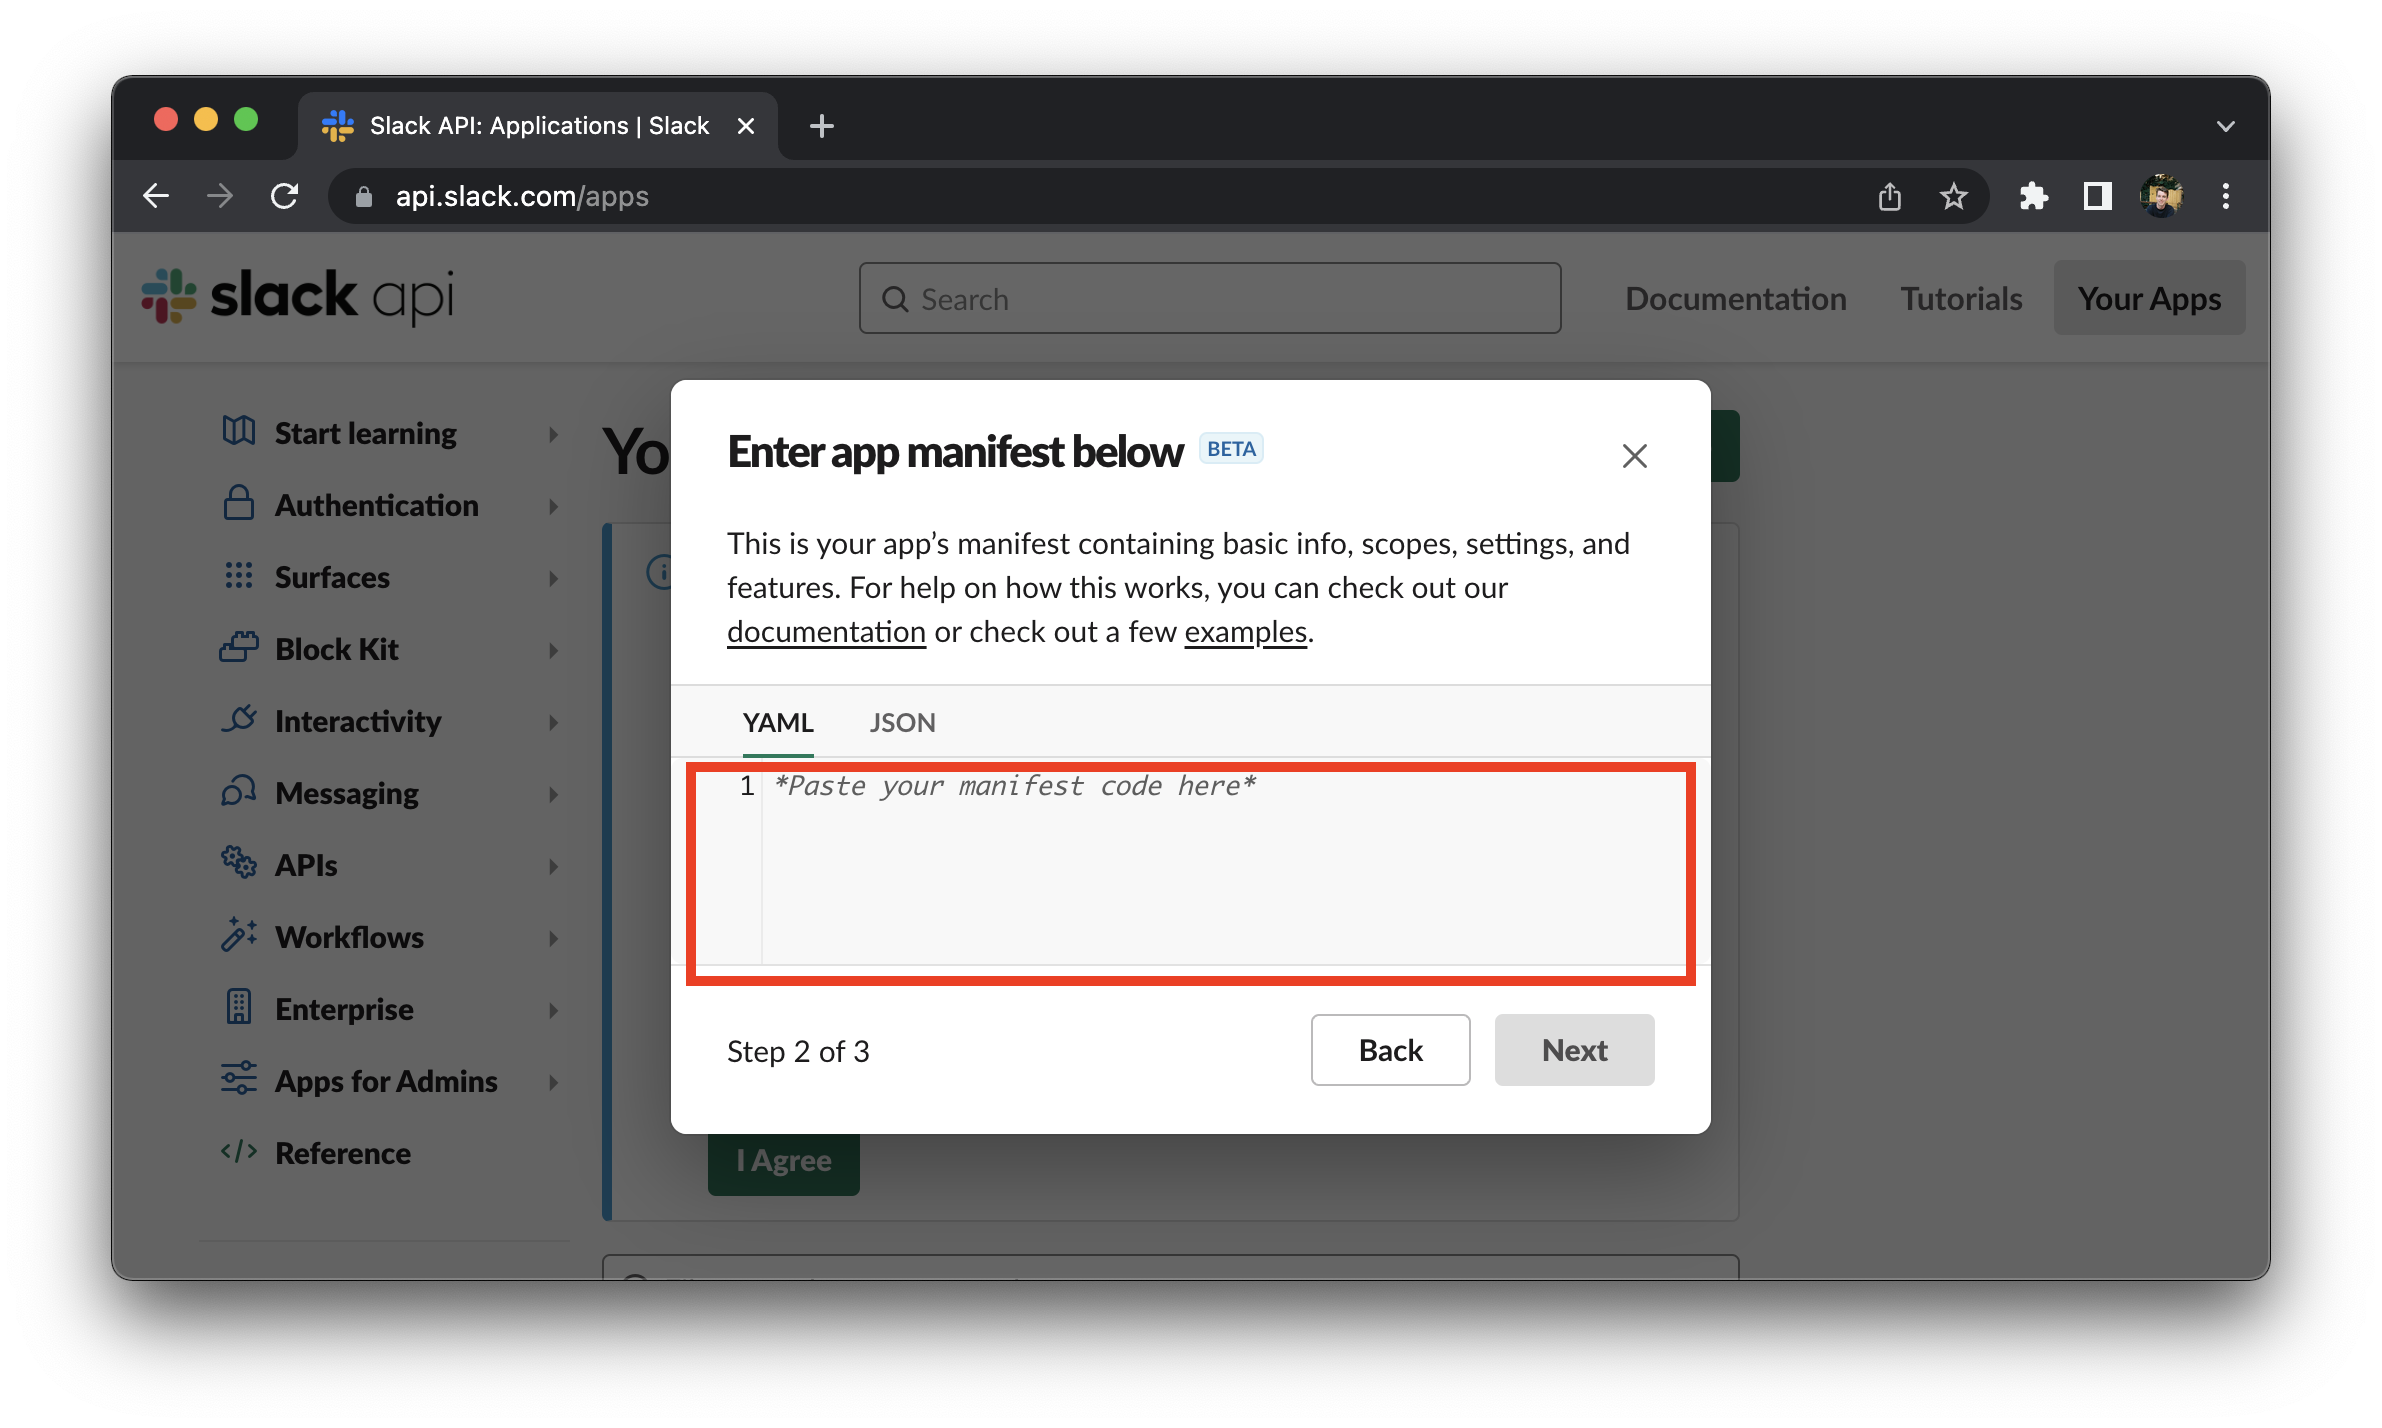 Slack API: Applications | Slack
api.slack.com/apps
slack api
Search
Documentation
Tutorials
Your Apps
Start learning
Authentication
Surfaces
Block Kit
Interactivity
Messaging
APIs
Workflows
Enterprise
Apps for Admins
Reference
Yo
Enter app manifest below BETA
This is your app’s manifest containing basic info, scopes, settings, and
features. For help on how this works, you can check out our
documentation or check out a few examples.
YAML JSON
1 *Paste your manifest code here*
Step 2 of 3
Back
Next
I Agree